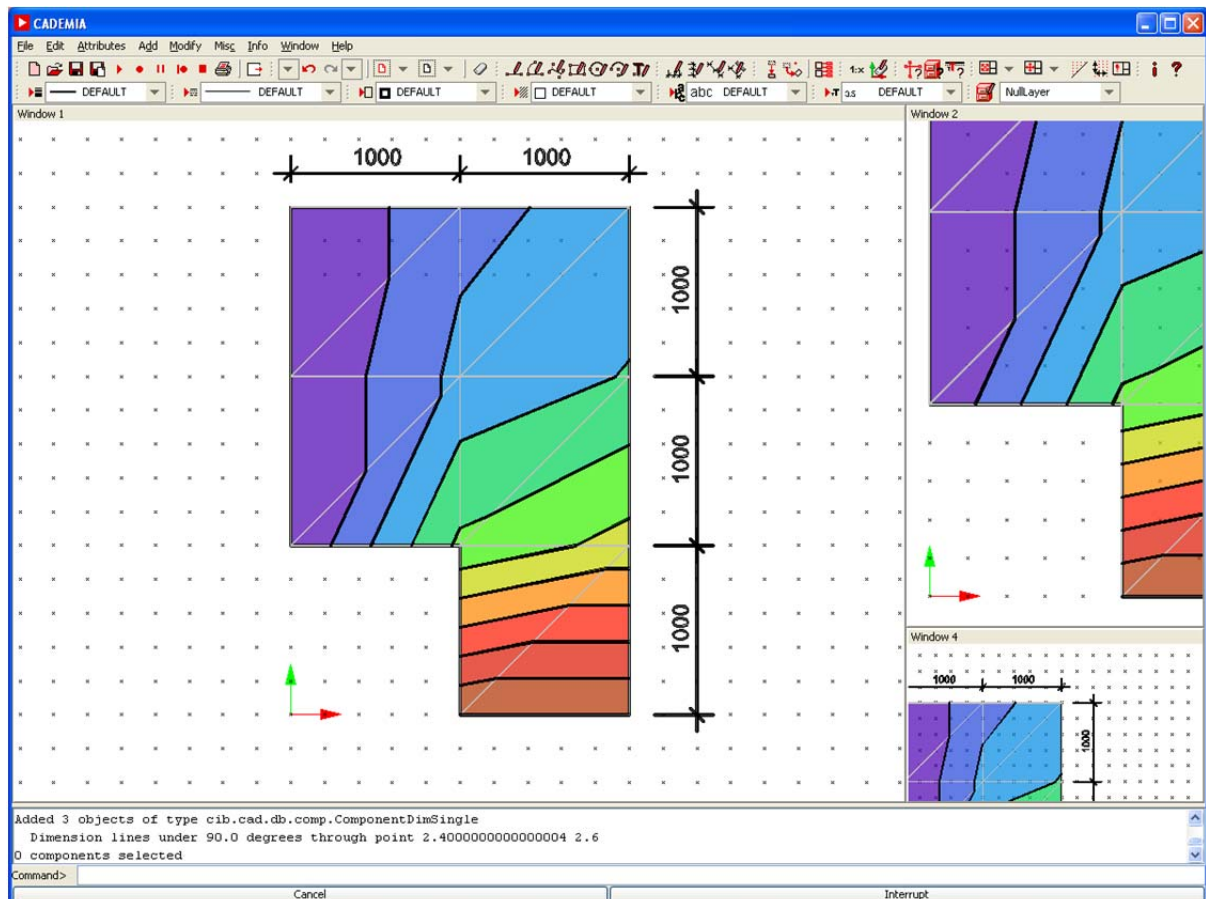 CADEMIA
File Edit Attributes Add Modify Misc Info Window Help
1:x
DEFAULT DEFAULT DEFAULT DEFAULT abc DEFAULT T 3.5 DEFAULT NullLayer
Window 1
1000 1000
1000
1000
1000
Window 2
Window 4
1000 1000
1000
Added 3 objects of type cib.cad.db.comp.ComponentDimSingle
Dimension lines under 90.0 degrees through point 2.4000000000000004 2.6
0 components selected
Command>
Cancel Interrupt